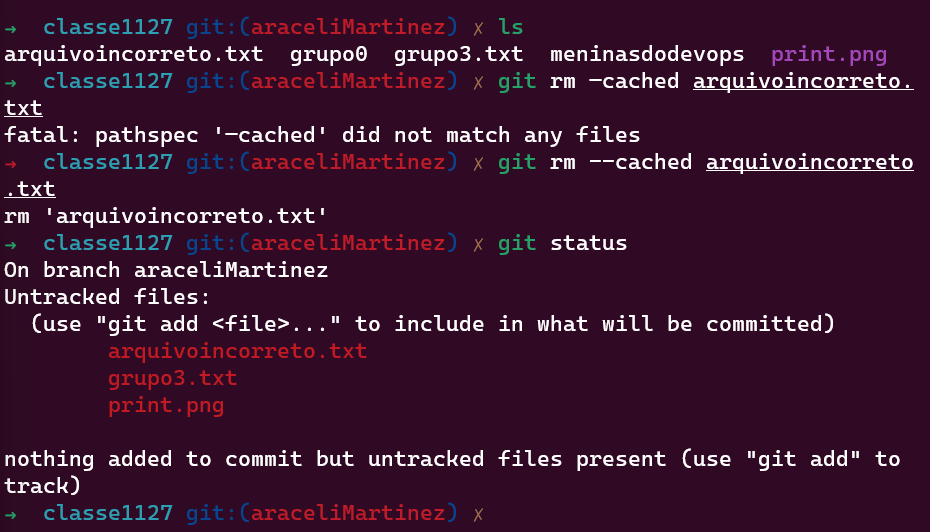 → classe1127 git:(araceliMartinez) ✗ ls
arquivoincorreto.txt grupo0 grupo3.txt meninasdodevops print.png
→ classe1127 git:(araceliMartinez) ✗ git rm —cached arquivoincorreto.
txt
fatal: pathspec '—cached' did not match any files
→ classe1127 git:(araceliMartinez) ✗ git rm --cached arquivoincorreto
.txt
rm 'arquivoincorreto.txt'
→ classe1127 git:(araceliMartinez) ✗ git status
On branch araceliMartinez
Untracked files:
  (use "git add <file>..." to include in what will be committed)
        arquivoincorreto.txt
        grupo3.txt
        print.png

nothing added to commit but untracked files present (use "git add" to
track)
→ classe1127 git:(araceliMartinez) ✗